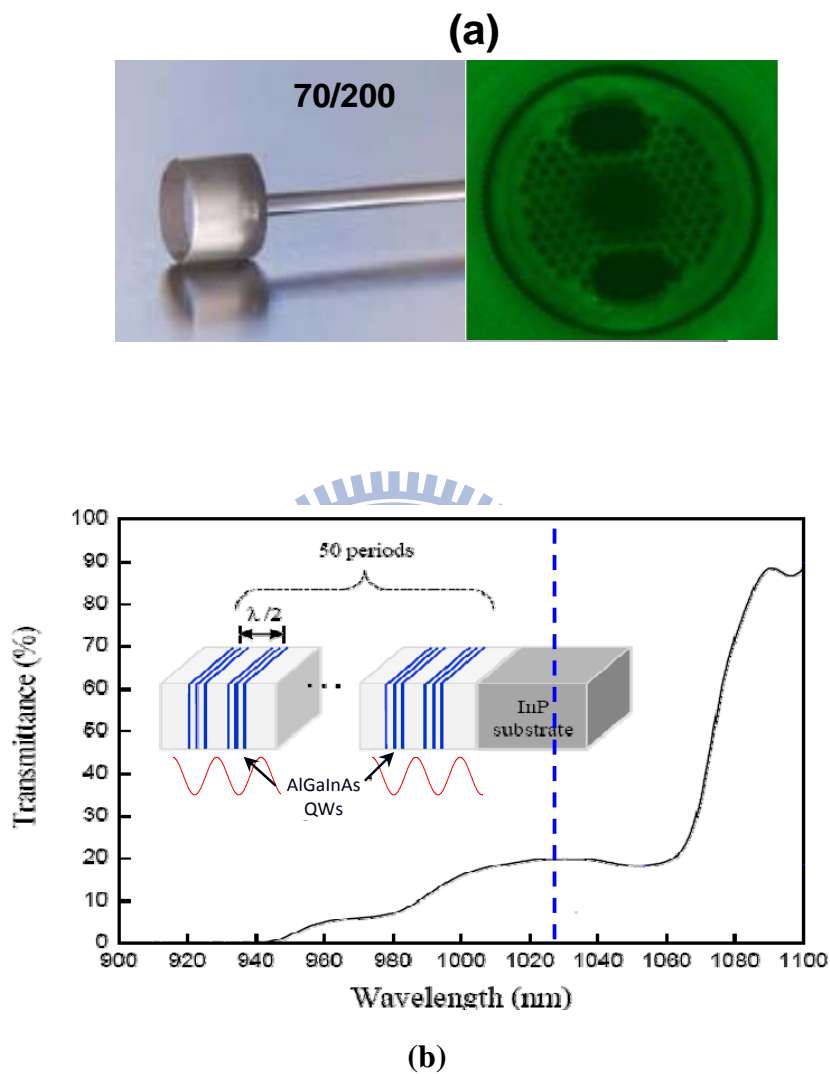 (a)
70/200
100
90
80
70
60
50
40
30
20
10
0
Transmittance (%)
50 periods
λ /2
...
InP
substrate
AlGaInAs
QWs
900 920 940 960 980 1000 1020 1040 1060 1080 1100
Wavelength (nm)
(b)